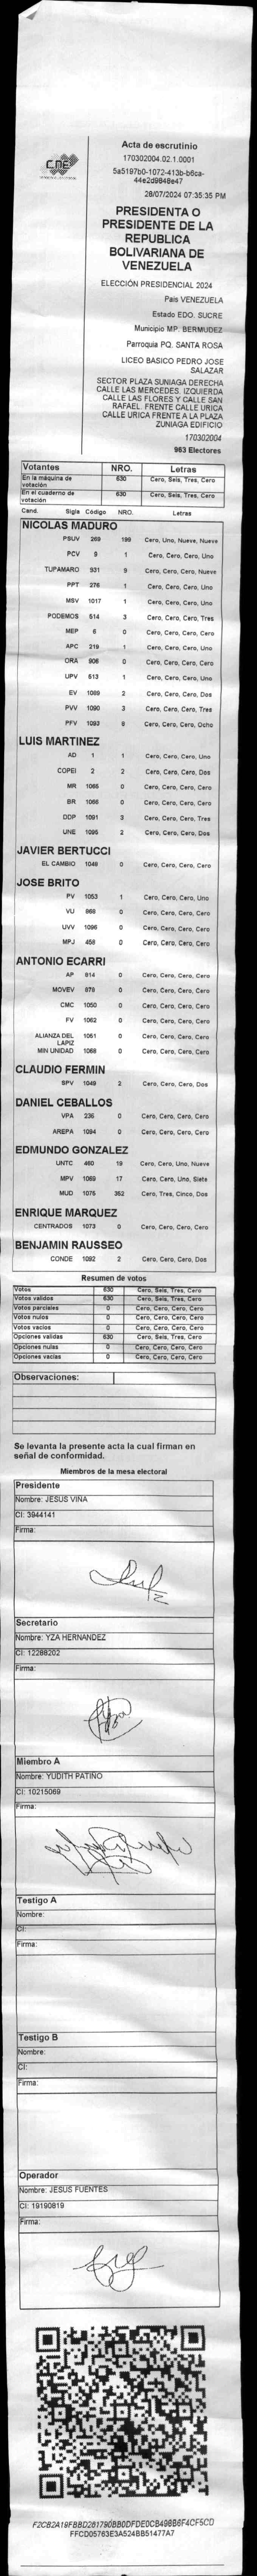 CNE
Acta de escrutinio
170302004.02.1.0001
5a5197b0-1072-413b-b6ca-
44e2d9848e47
28/07/2024 07:35:35 PM
PRESIDENTA O
PRESIDENTE DE LA
REPUBLICA
BOLIVARIANA DE
VENEZUELA
ELECCIÓN PRESIDENCIAL 2024
País VENEZUELA
Estado EDO. SUCRE
Municipio MP. BERMUDEZ
Parroquia PQ. SANTA ROSA
LICEO BASICO PEDRO JOSE
SALAZAR
SECTOR PLAZA SUNIAGA DERECHA
CALLE LAS MERCEDES. IZQUIERDA
CALLE LAS FLORES Y CALLE SAN
RAFAEL. FRENTE CALLE URICA
CALLE URICA FRENTE A LA PLAZA
ZUNIAGA EDIFICIO
170302004
963 Electores
Votantes NRO. Letras
En la máquina de votación 630 Cero, Seis, Tres, Cero
En el cuaderno de votación 630 Cero, Seis, Tres, Cero
Cand. Sigla Código NRO. Letras
NICOLAS MADURO
PSUV 269 199 Cero, Uno, Nueve, Nueve
PCV 9 1 Cero, Cero, Cero, Uno
TUPAMARO 931 9 Cero, Cero, Cero, Nueve
PPT 276 1 Cero, Cero, Cero, Uno
MSV 1017 1 Cero, Cero, Cero, Uno
PODEMOS 514 3 Cero, Cero, Cero, Tres
MEP 6 0 Cero, Cero, Cero, Cero
APC 219 1 Cero, Cero, Cero, Uno
ORA 906 0 Cero, Cero, Cero, Cero
UPV 513 1 Cero, Cero, Cero, Uno
EV 1089 2 Cero, Cero, Cero, Dos
PVV 1090 3 Cero, Cero, Cero, Tres
PFV 1093 8 Cero, Cero, Cero, Ocho
LUIS MARTINEZ
AD 1 1 Cero, Cero, Cero, Uno
COPEI 2 2 Cero, Cero, Cero, Dos
MR 1065 0 Cero, Cero, Cero, Cero
BR 1066 0 Cero, Cero, Cero, Cero
DDP 1091 3 Cero, Cero, Cero, Tres
UNE 1095 2 Cero, Cero, Cero, Dos
JAVIER BERTUCCI
EL CAMBIO 1048 0 Cero, Cero, Cero, Cero
JOSE BRITO
PV 1053 1 Cero, Cero, Cero, Uno
VU 868 0 Cero, Cero, Cero, Cero
UVV 1096 0 Cero, Cero, Cero, Cero
MPJ 458 0 Cero, Cero, Cero, Cero
ANTONIO ECARRI
AP 814 0 Cero, Cero, Cero, Cero
MOVEV 878 0 Cero, Cero, Cero, Cero
CMC 1050 0 Cero, Cero, Cero, Cero
FV 1062 0 Cero, Cero, Cero, Cero
ALIANZA DEL LAPIZ 1051 0 Cero, Cero, Cero, Cero
MIN UNIDAD 1068 0 Cero, Cero, Cero, Cero
CLAUDIO FERMIN
SPV 1049 2 Cero, Cero, Cero, Dos
DANIEL CEBALLOS
VPA 236 0 Cero, Cero, Cero, Cero
AREPA 1094 0 Cero, Cero, Cero, Cero
EDMUNDO GONZALEZ
UNTC 460 19 Cero, Cero, Uno, Nueve
MPV 1069 17 Cero, Cero, Uno, Siete
MUD 1075 352 Cero, Tres, Cinco, Dos
ENRIQUE MARQUEZ
CENTRADOS 1073 0 Cero, Cero, Cero, Cero
BENJAMIN RAUSSEO
CONDE 1092 2 Cero, Cero, Cero, Dos
Resumen de votos
Votos 630 Cero, Seis, Tres, Cero
Votos validos 630 Cero, Seis, Tres, Cero
Votos parciales 0 Cero, Cero, Cero, Cero
Votos nulos 0 Cero, Cero, Cero, Cero
Votos vacios 0 Cero, Cero, Cero, Cero
Opciones validas 630 Cero, Seis, Tres, Cero
Opciones nulas 0 Cero, Cero, Cero, Cero
Opciones vacias 0 Cero, Cero, Cero, Cero
Observaciones:
Se levanta la presente acta la cual firman en
señal de conformidad.
Miembros de la mesa electoral
Presidente
Nombre: JESUS VINA
CI: 3944141
Firma:
Secretario
Nombre: YZA HERNANDEZ
CI: 12288202
Firma:
Miembro A
Nombre: YUDITH PATINO
CI: 10215069
Firma:
Testigo A
Nombre:
CI:
Firma:
Testigo B
Nombre:
CI:
Firma:
Operador
Nombre: JESUS FUENTES
CI: 19190819
Firma:
F2CB2A19FBBD281790BB0DFDE0CB498B6F4CF5CD
FFCD05763E3A524BB51477A7